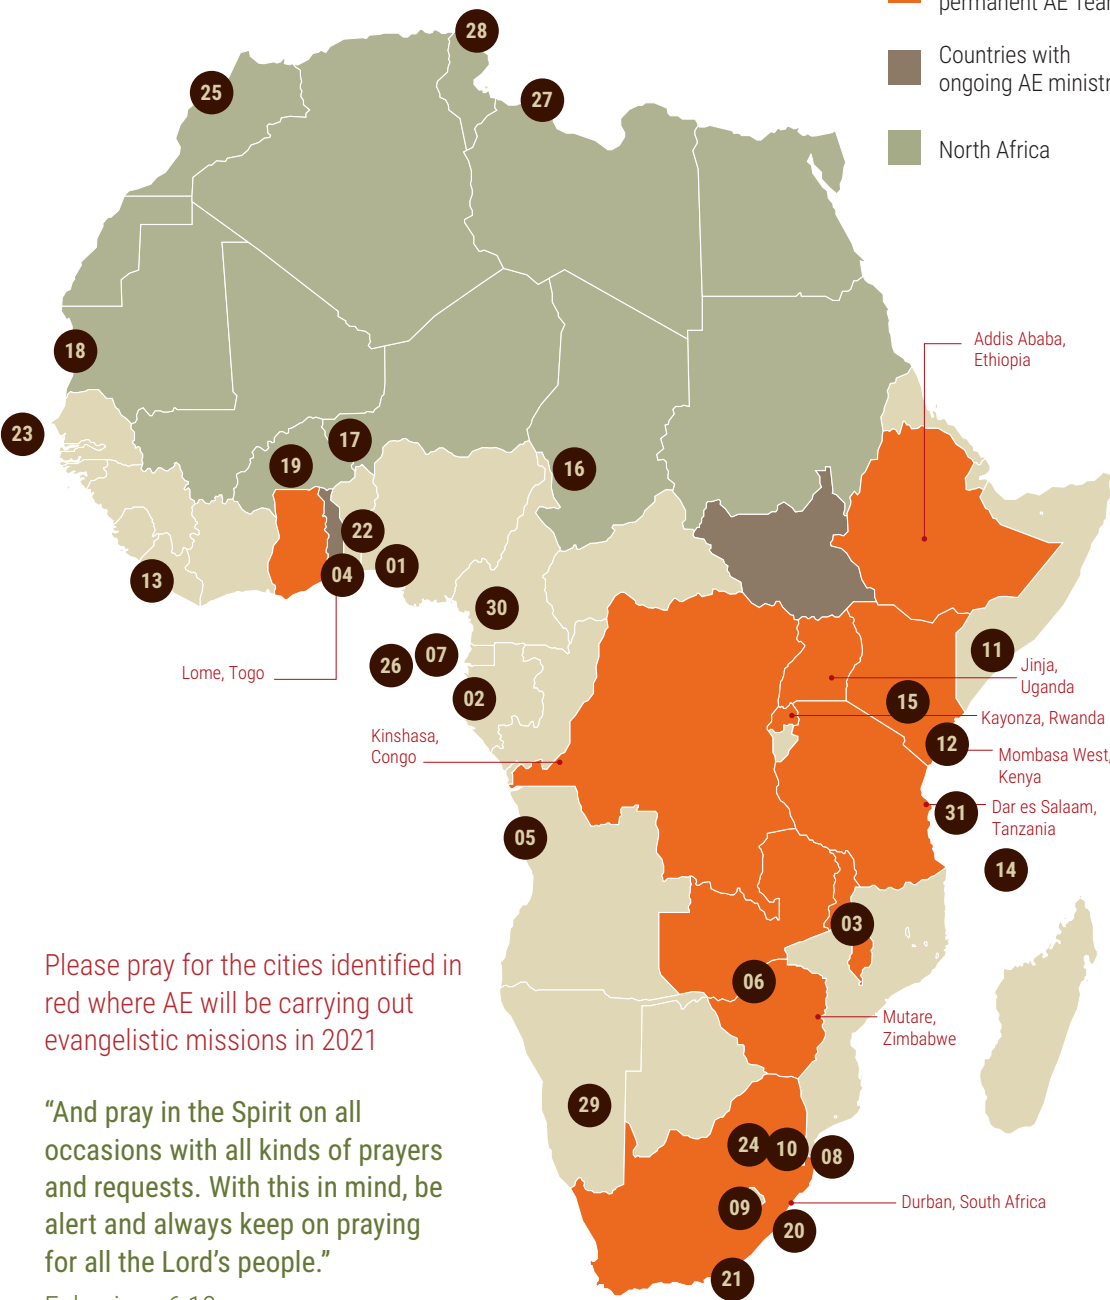 permanent AE Tea
Countries with
ongoing AE ministr
North Africa
28
25
27
18
23
17
19
16
22
01
04
13
30
07
26
02
11
15
12
31
14
05
03
06
29
24
10
08
09
20
21
Addis Ababa,
Ethiopia
Lome, Togo
Jinja,
Uganda
Kayonza, Rwanda
Kinshasa,
Congo
Mombasa West,
Kenya
Dar es Salaam,
Tanzania
Mutare,
Zimbabwe
Durban, South Africa
Please pray for the cities identified in
red where AE will be carrying out
evangelistic missions in 2021
“And pray in the Spirit on all
occasions with all kinds of prayers
and requests. With this in mind, be
alert and always keep on praying
for all the Lord’s people.”